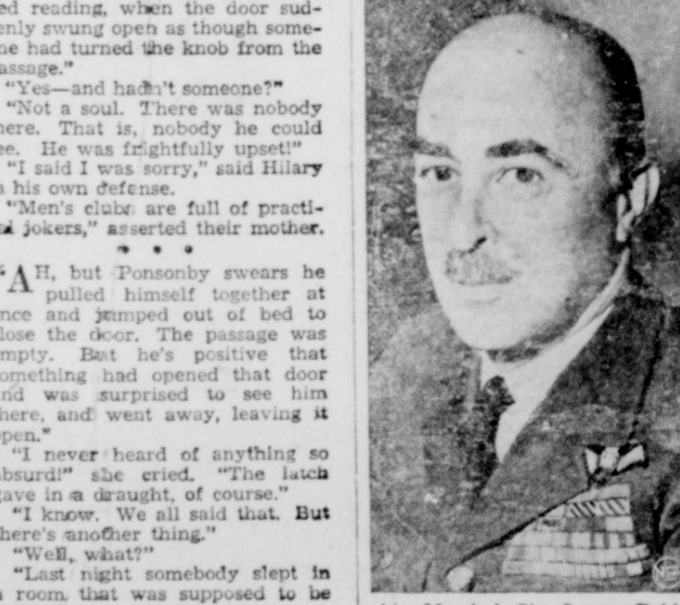 ed reading, when the door sud-
enly swung open as though some-
ne had turned the knob from the
assage."
"Yes—and hadn't someone?"
"Not a soul. There was nobody
here. That is, nobody he could
ee. He was frightfully upset!"
"I said I was sorry," said Hilary
n his own defense.
"Men's clubs are full of practi-
al jokers," asserted their mother.
* * *
"AH, but Ponsonby swears he
pulled himself together at
nce and jumped out of bed to
lose the door. The passage was
mpty. But he's positive that
omething had opened that door
nd was surprised to see him
here, and went away, leaving it
pen."
"I never heard of anything so
absurd!" she cried. "The latch
gave in a draught, of course."
"I know. We all said that. But
here's another thing."
"Well, what?"
"Last night somebody slept in
a room that was supposed to be